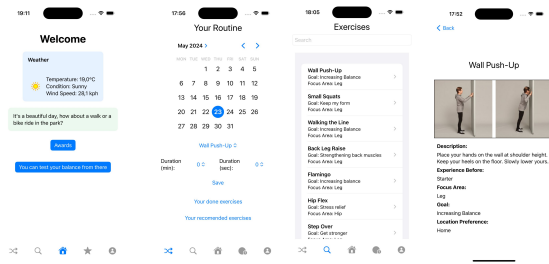 19:11
Welcome
Weather
Temperature: 19,0°C
Condition: Sunny
Wind Speed: 28,1 kph
It's a beautiful day, how about a walk or a
bike ride in the park?
Awards
You can test your balance from there
17:56
Your Routine
May 2024 >
< >
MON TUE WED THU FRI SAT SUN
1 2 3 4 5
6 7 8 9 10 11 12
13 14 15 16 17 18 19
20 21 22 23 24 25 26
27 28 29 30 31
Wall Push-Up
Duration (min): 0
Duration (sec): 0
Save
Your done exercises
Your recomended exercises
18:05
Exercises
Search
Wall Push-Up
Goal: Increasing Balance
Focus Area: Leg
Small Squats
Goal: Keep my form
Focus Area: Leg
Walking the Line
Goal: Increasing Balance
Focus Area: Leg
Back Leg Raise
Goal: Strengthening back muscles
Focus Area: Leg
Flamingo
Goal: Increasing balance
Focus Area: Leg
Hip Flex
Goal: Stress relief
Focus Area: Hip
Step Over
Goal: Get stronger
17:52
< Back
Wall Push-Up
Description:
Place your hands on the wall at shoulder height.
Keep your heels on the floor. Slowly lower yours
Experience Before:
Starter
Focus Area:
Leg
Goal:
Increasing Balance
Location Preference:
Home